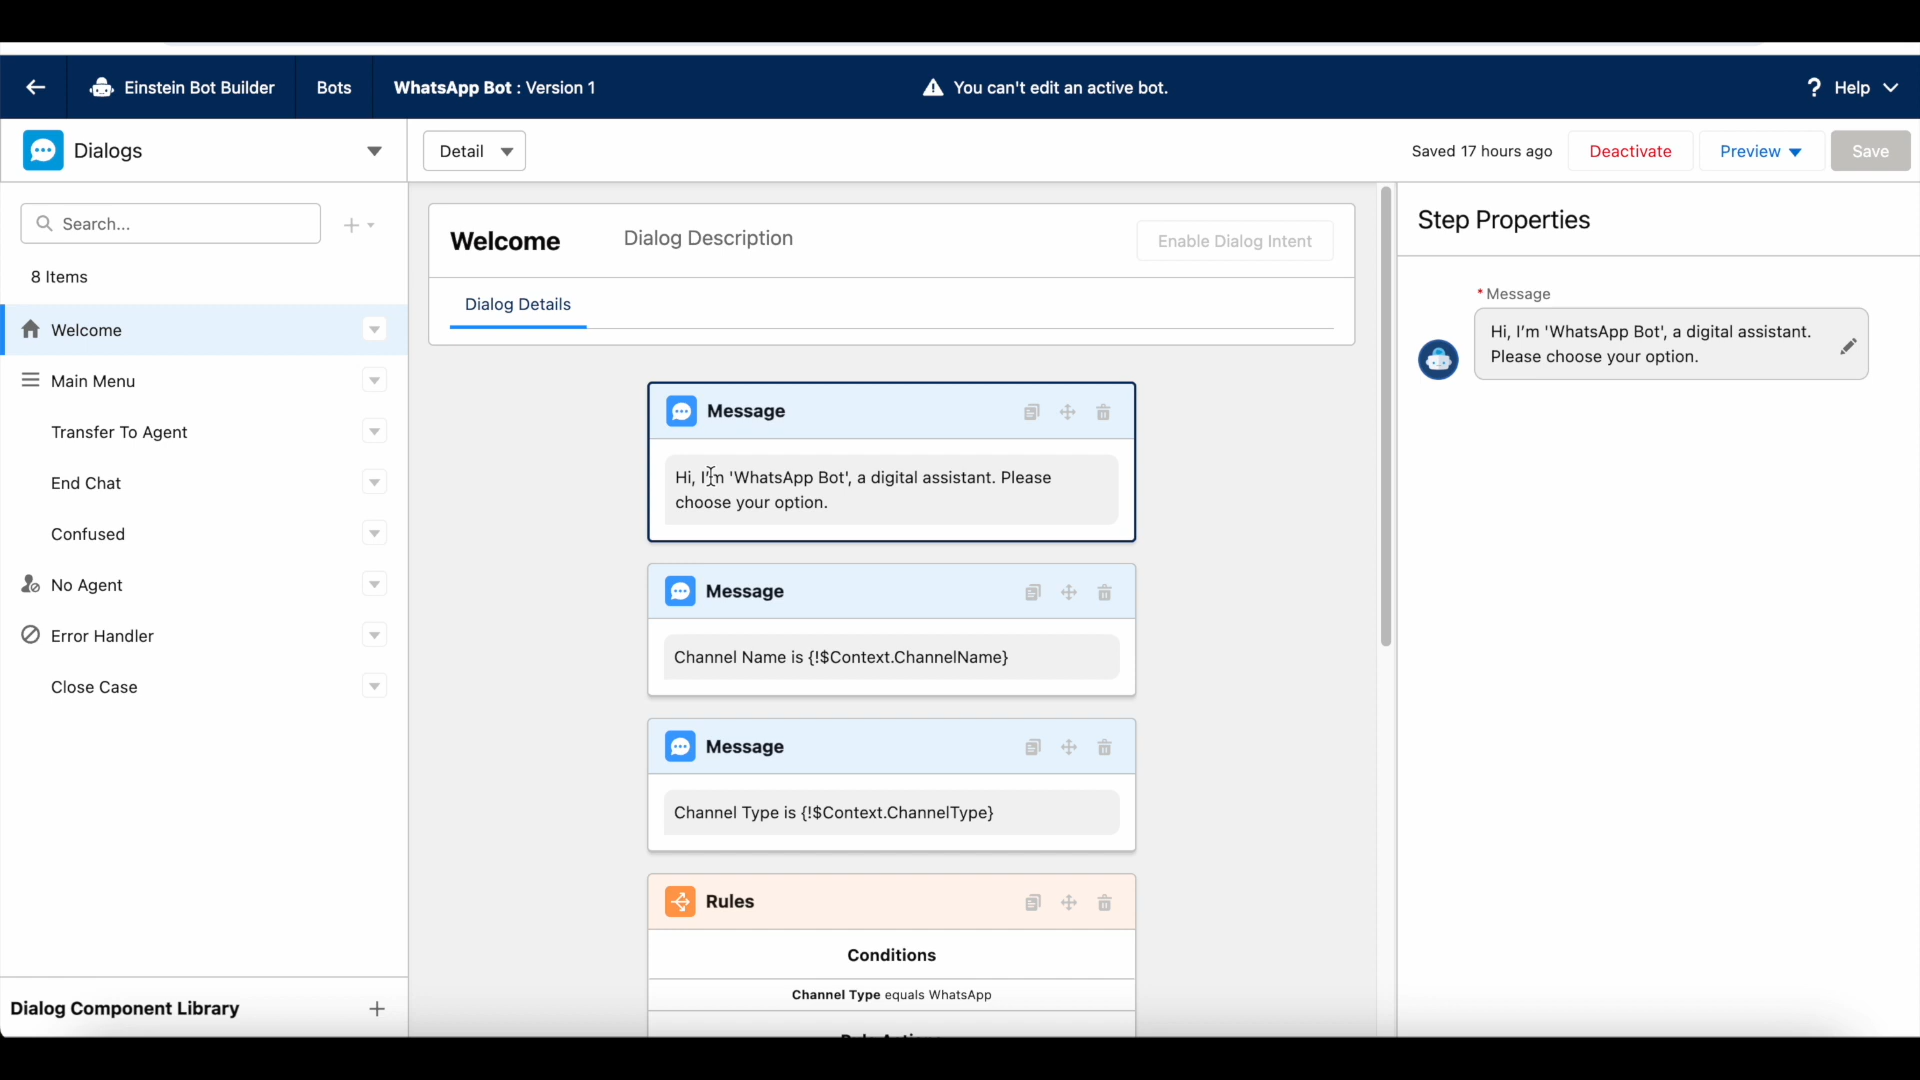 Einstein Bot Builder
Bots
WhatsApp Bot : Version 1
You can't edit an active bot.
? Help
Dialogs
Detail
Saved 17 hours ago
Deactivate
Preview
Save
Search...
8 Items
Welcome
Main Menu
Transfer To Agent
End Chat
Confused
No Agent
Error Handler
Close Case
Dialog Component Library
Welcome
Dialog Description
Enable Dialog Intent
Dialog Details
Message
Hi, I'm 'WhatsApp Bot', a digital assistant. Please
choose your option.
Message
Channel Name is {!$Context.ChannelName}
Message
Channel Type is {!$Context.ChannelType}
Rules
Conditions
Channel Type equals WhatsApp
Step Properties
* Message
Hi, I'm 'WhatsApp Bot', a digital assistant.
Please choose your option.